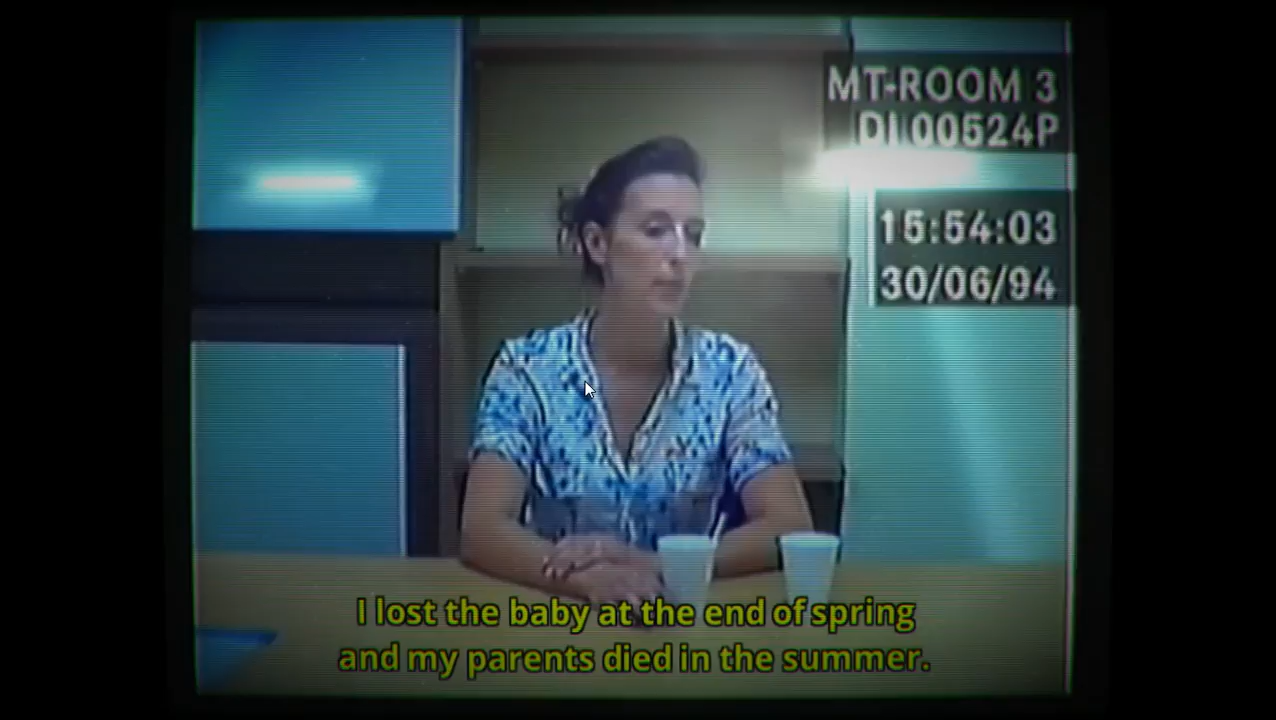 MT-ROOM 3
DI 00524P
15:54:03
30/06/94
I lost the baby at the end of spring
and my parents died in the summer.